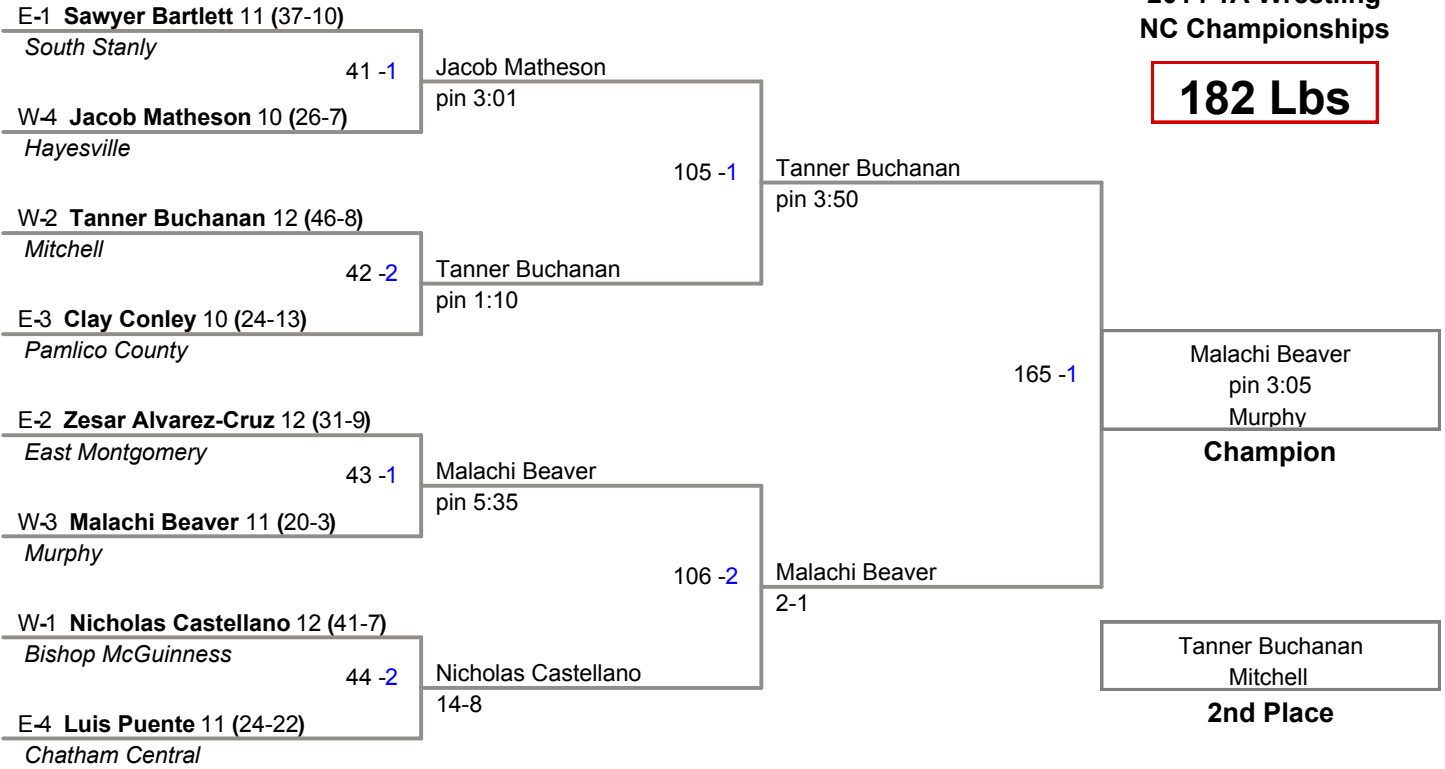 Wrestling
NC Championships
182 Lbs
E-1 Sawyer Bartlett 11 (37-10)
South Stanly
41 -1
Jacob Matheson
pin 3:01
W-4 Jacob Matheson 10 (26-7)
Hayesville
105 -1
Tanner Buchanan
pin 3:50
W-2 Tanner Buchanan 12 (46-8)
Mitchell
42 -2
Tanner Buchanan
pin 1:10
E-3 Clay Conley 10 (24-13)
Pamlico County
165 -1
Malachi Beaver
pin 3:05
Murphy
Champion
E-2 Zesar Alvarez-Cruz 12 (31-9)
East Montgomery
43 -1
Malachi Beaver
pin 5:35
W-3 Malachi Beaver 11 (20-3)
Murphy
106 -2
Malachi Beaver
2-1
W-1 Nicholas Castellano 12 (41-7)
Bishop McGuinness
44 -2
Nicholas Castellano
14-8
E-4 Luis Puente 11 (24-22)
Chatham Central
Tanner Buchanan
Mitchell
2nd Place